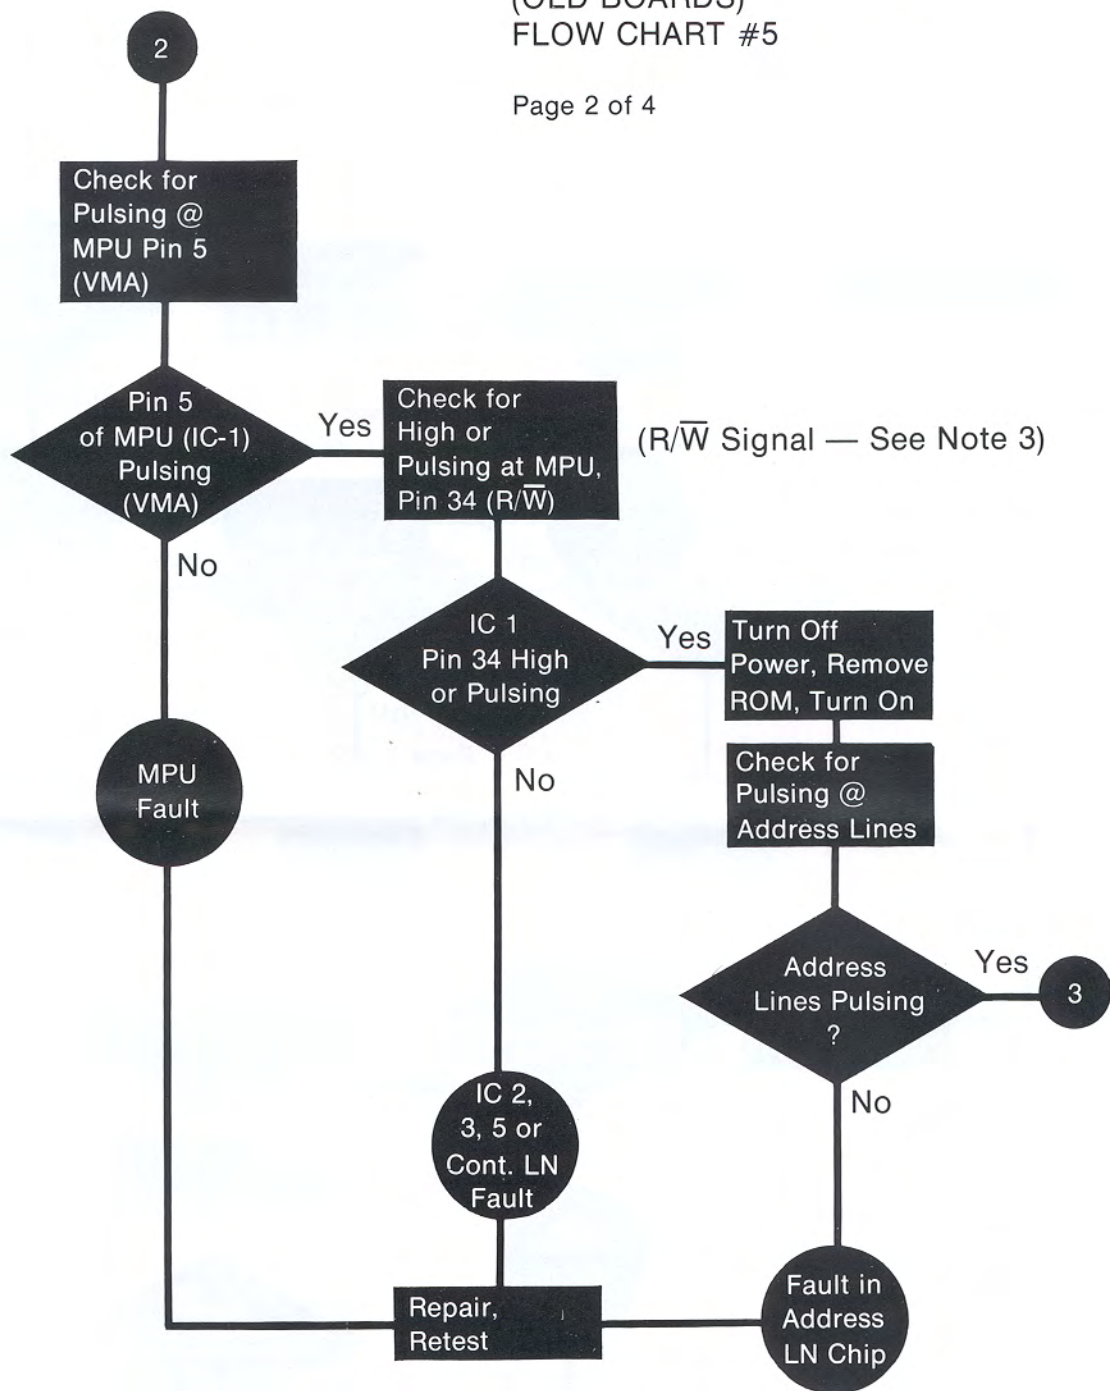 (OLD BOARDS)
FLOW CHART #5
Page 2 of 4
2
Check for
Pulsing @
MPU Pin 5
(VMA)
Pin 5
of MPU (IC-1)
Pulsing
(VMA)
Yes
No
Check for
High or
Pulsing at MPU,
Pin 34 (R/W̅)
(R/W̅ Signal — See Note 3)
IC 1
Pin 34 High
or Pulsing
Yes
No
Turn Off
Power, Remove
ROM, Turn On
Check for
Pulsing @
Address Lines
Address
Lines Pulsing
?
Yes
3
No
MPU
Fault
IC 2,
3, 5 or
Cont. LN
Fault
Fault in
Address
LN Chip
Repair,
Retest